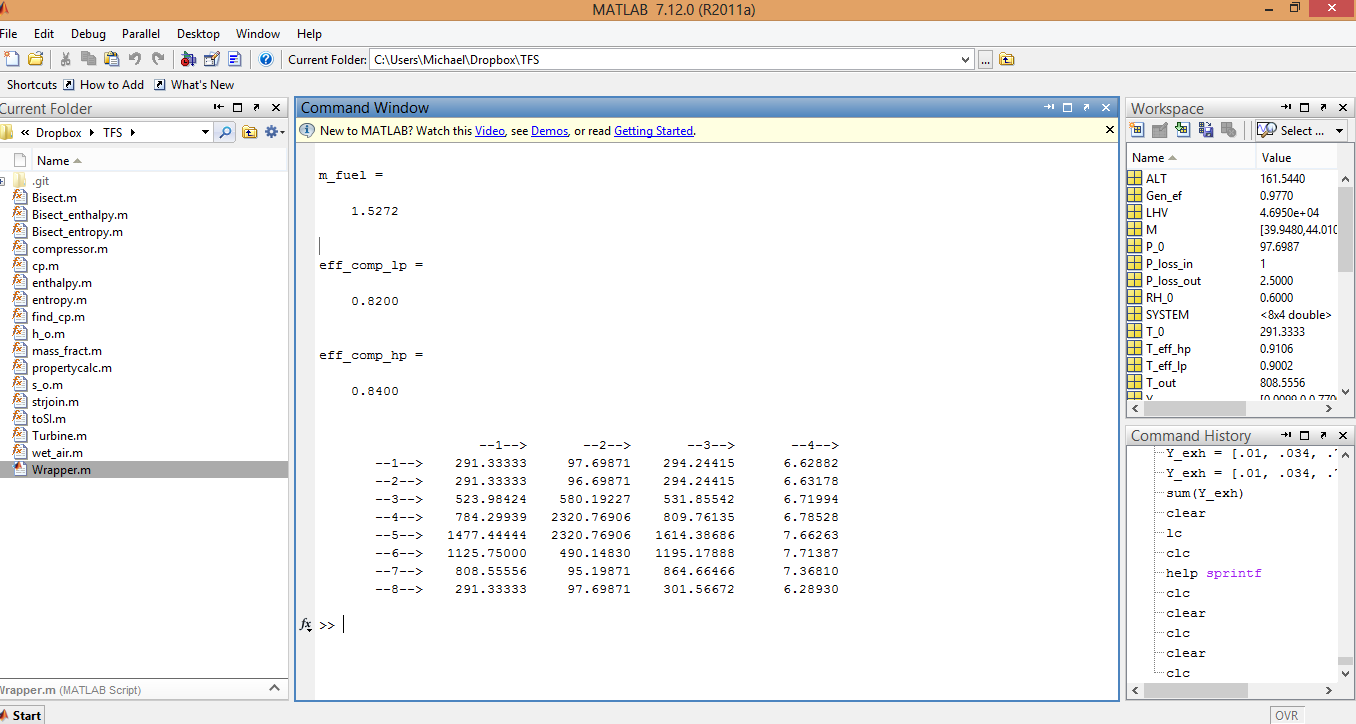 MATLAB 7.12.0 (R2011a)
File Edit Debug Parallel Desktop Window Help
Current Folder: C:\Users\Michael\Dropbox\TFS
Shortcuts How to Add What's New
Current Folder
« Dropbox TFS
Name
.git
Bisect.m
Bisect_enthalpy.m
Bisect_entropy.m
compressor.m
cp.m
enthalpy.m
entropy.m
find_cp.m
h_o.m
mass_fract.m
propertycalc.m
s_o.m
strjoin.m
toSI.m
Turbine.m
wet_air.m
Wrapper.m
Wrapper.m (MATLAB Script)
Start
Command Window
New to MATLAB? Watch this Video, see Demos, or read Getting Started.
m_fuel =
1.5272
eff_comp_lp =
0.8200
eff_comp_hp =
0.8400
--1--> --2--> --3--> --4-->
--1--> 291.33333 97.69871 294.24415 6.62882
--2--> 291.33333 96.69871 294.24415 6.63178
--3--> 523.98424 580.19227 531.85542 6.71994
--4--> 784.29939 2320.76906 809.76135 6.78528
--5--> 1477.44444 2320.76906 1614.38686 7.66263
--6--> 1125.75000 490.14830 1195.17888 7.71387
--7--> 808.55556 95.19871 864.66466 7.36810
--8--> 291.33333 97.69871 301.56672 6.28930
fx >>
Workspace
Select ...
Name Value
ALT 161.5440
Gen_ef 0.9770
LHV 4.6950e+04
M [39.9480,44.010
P_0 97.6987
P_loss_in 1
P_loss_out 2.5000
RH_0 0.6000
SYSTEM <8x4 double>
T_0 291.3333
T_eff_hp 0.9106
T_eff_lp 0.9002
T_out 808.5556
Command History
Y_exh = [.01, .034, .
Y_exh = [.01, .034, .
sum(Y_exh)
clear
lc
clc
help sprintf
clc
clear
clc
clear
clc
OVR